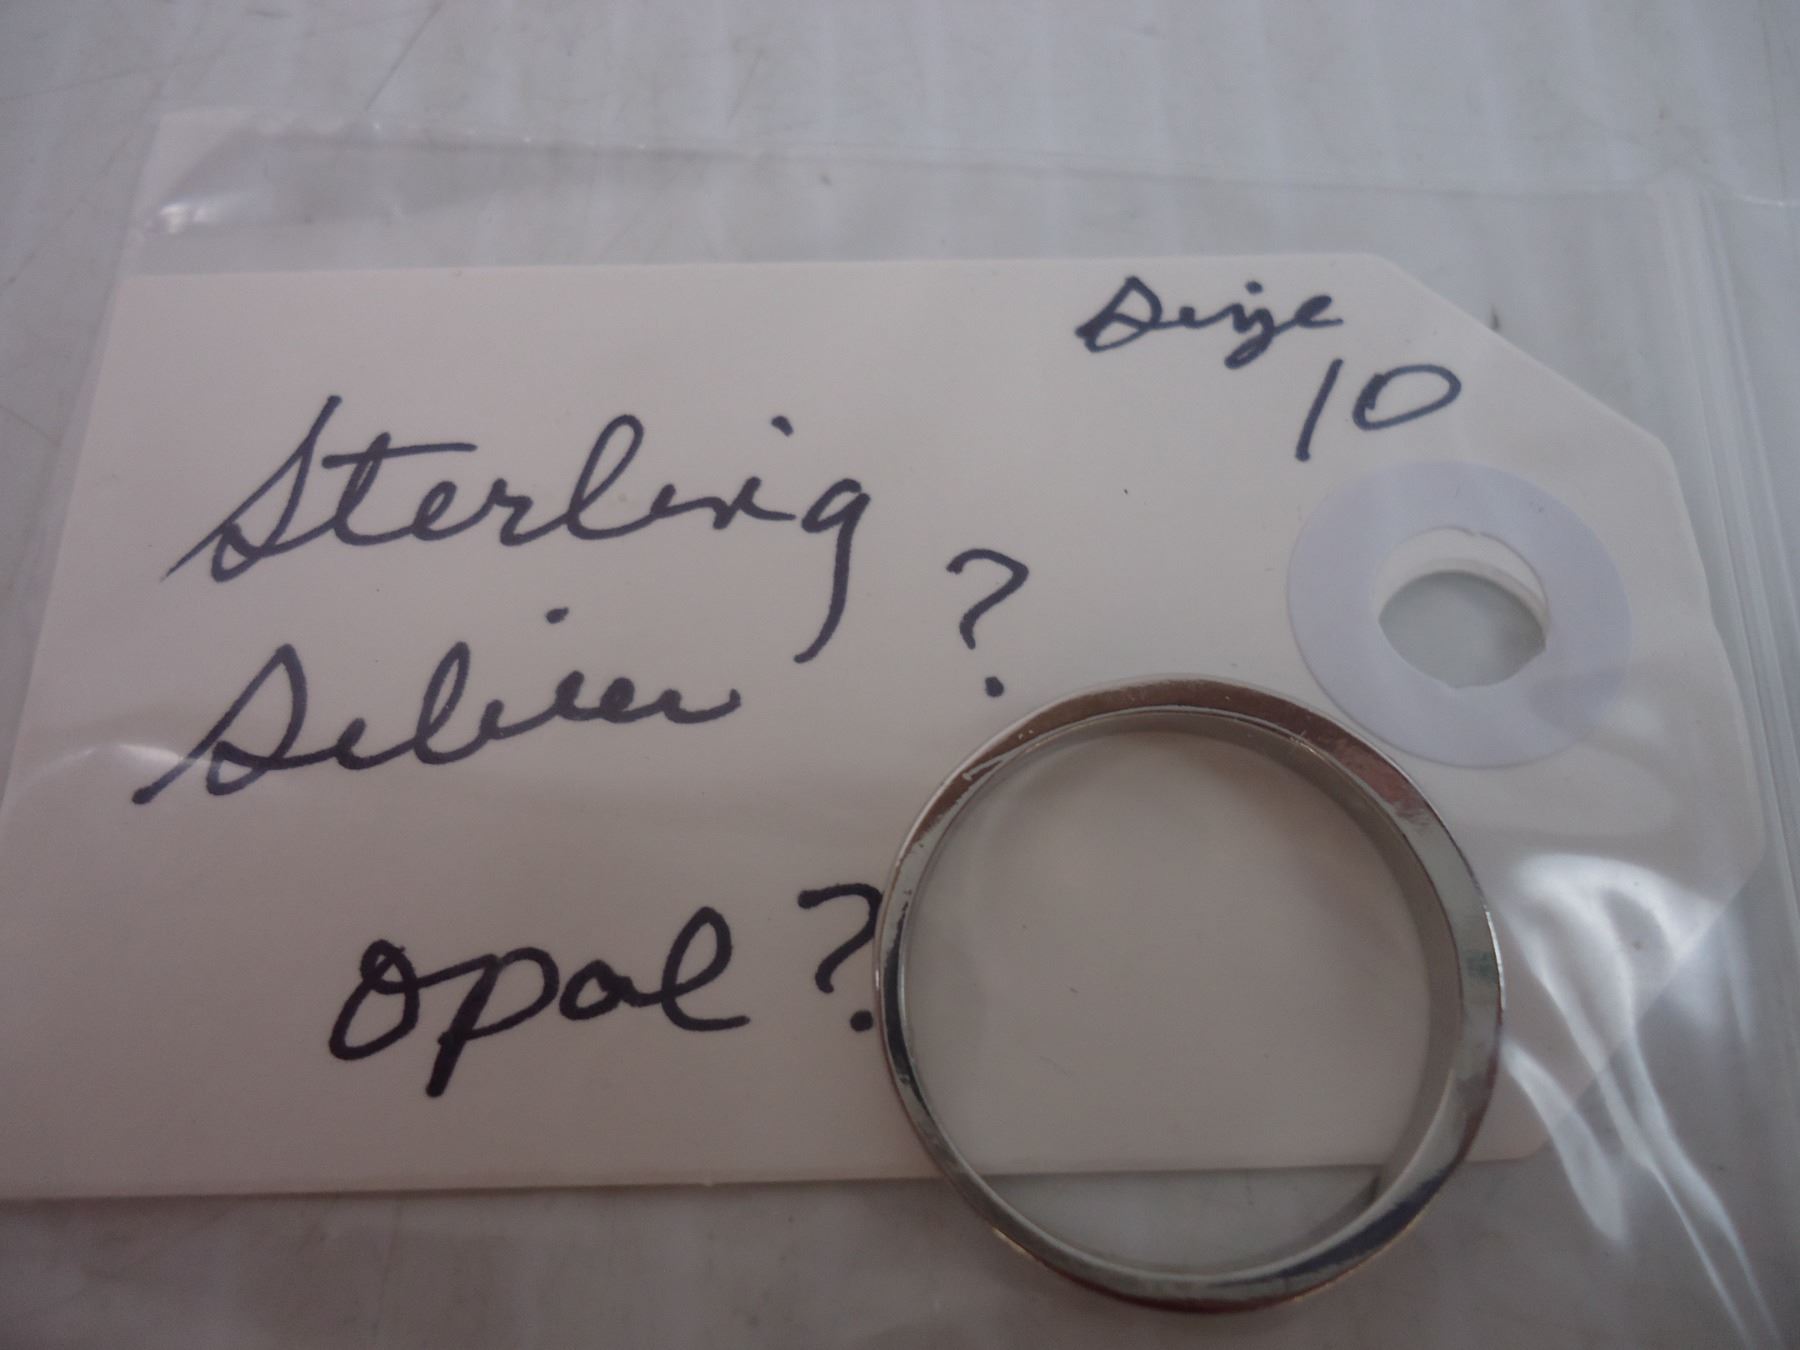 Size
10
Sterling
Silver ?
opal ?